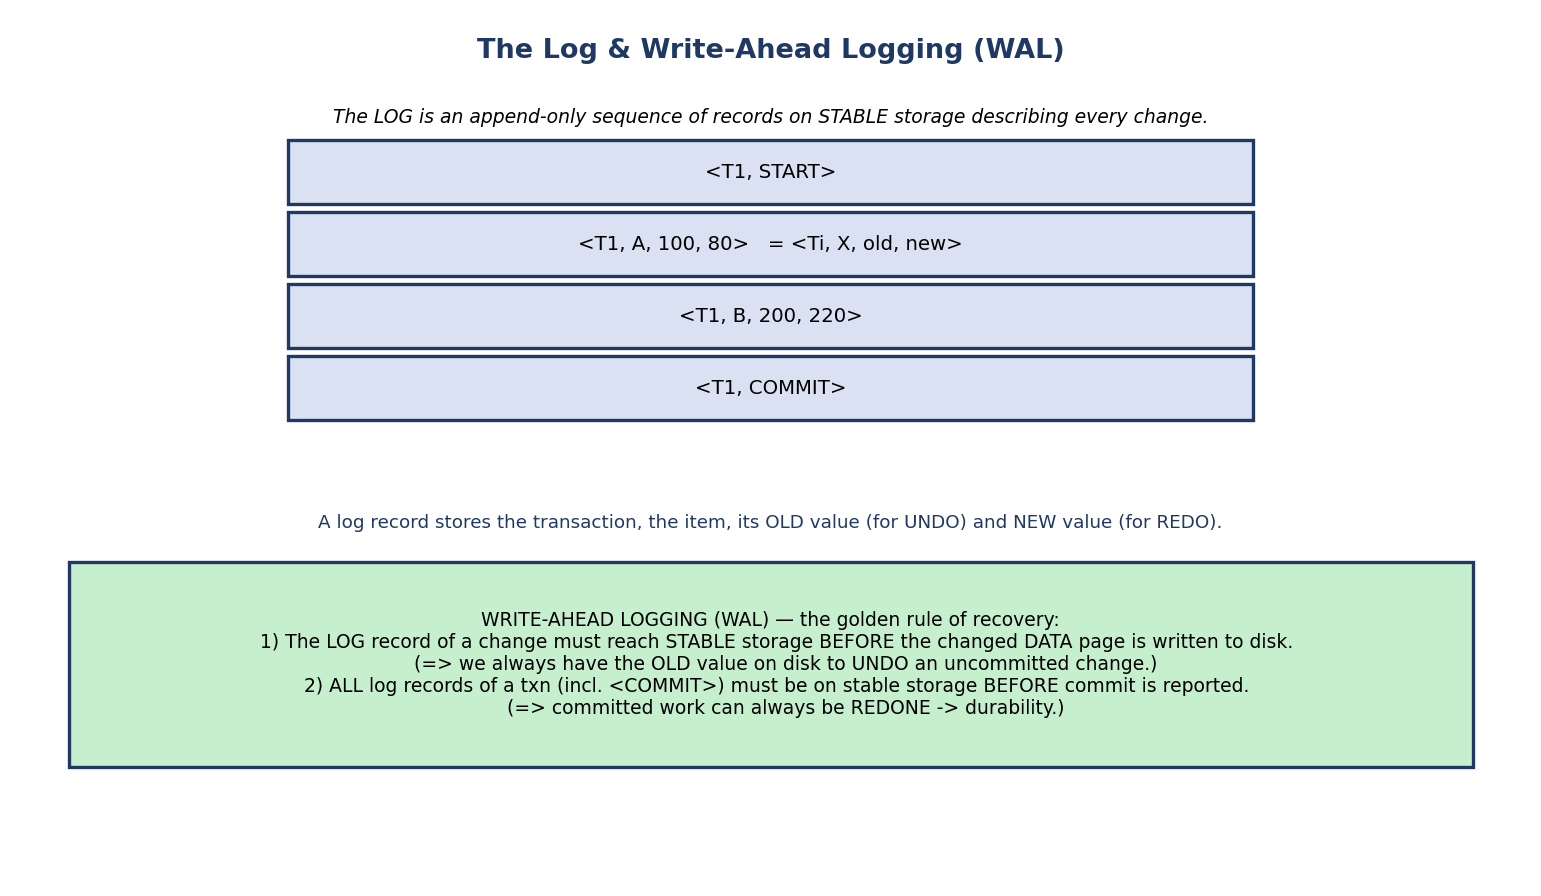 The Log & Write-Ahead Logging (WAL)
The LOG is an append-only sequence of records on STABLE storage describing every change.
<T1, START>
<T1, A, 100, 80>   = <Ti, X, old, new>
<T1, B, 200, 220>
<T1, COMMIT>
A log record stores the transaction, the item, its OLD value (for UNDO) and NEW value (for REDO).
WRITE-AHEAD LOGGING (WAL) — the golden rule of recovery:
1) The LOG record of a change must reach STABLE storage BEFORE the changed DATA page is written to disk.
(=> we always have the OLD value on disk to UNDO an uncommitted change.)
2) ALL log records of a txn (incl. <COMMIT>) must be on stable storage BEFORE commit is reported.
(=> committed work can always be REDONE -> durability.)